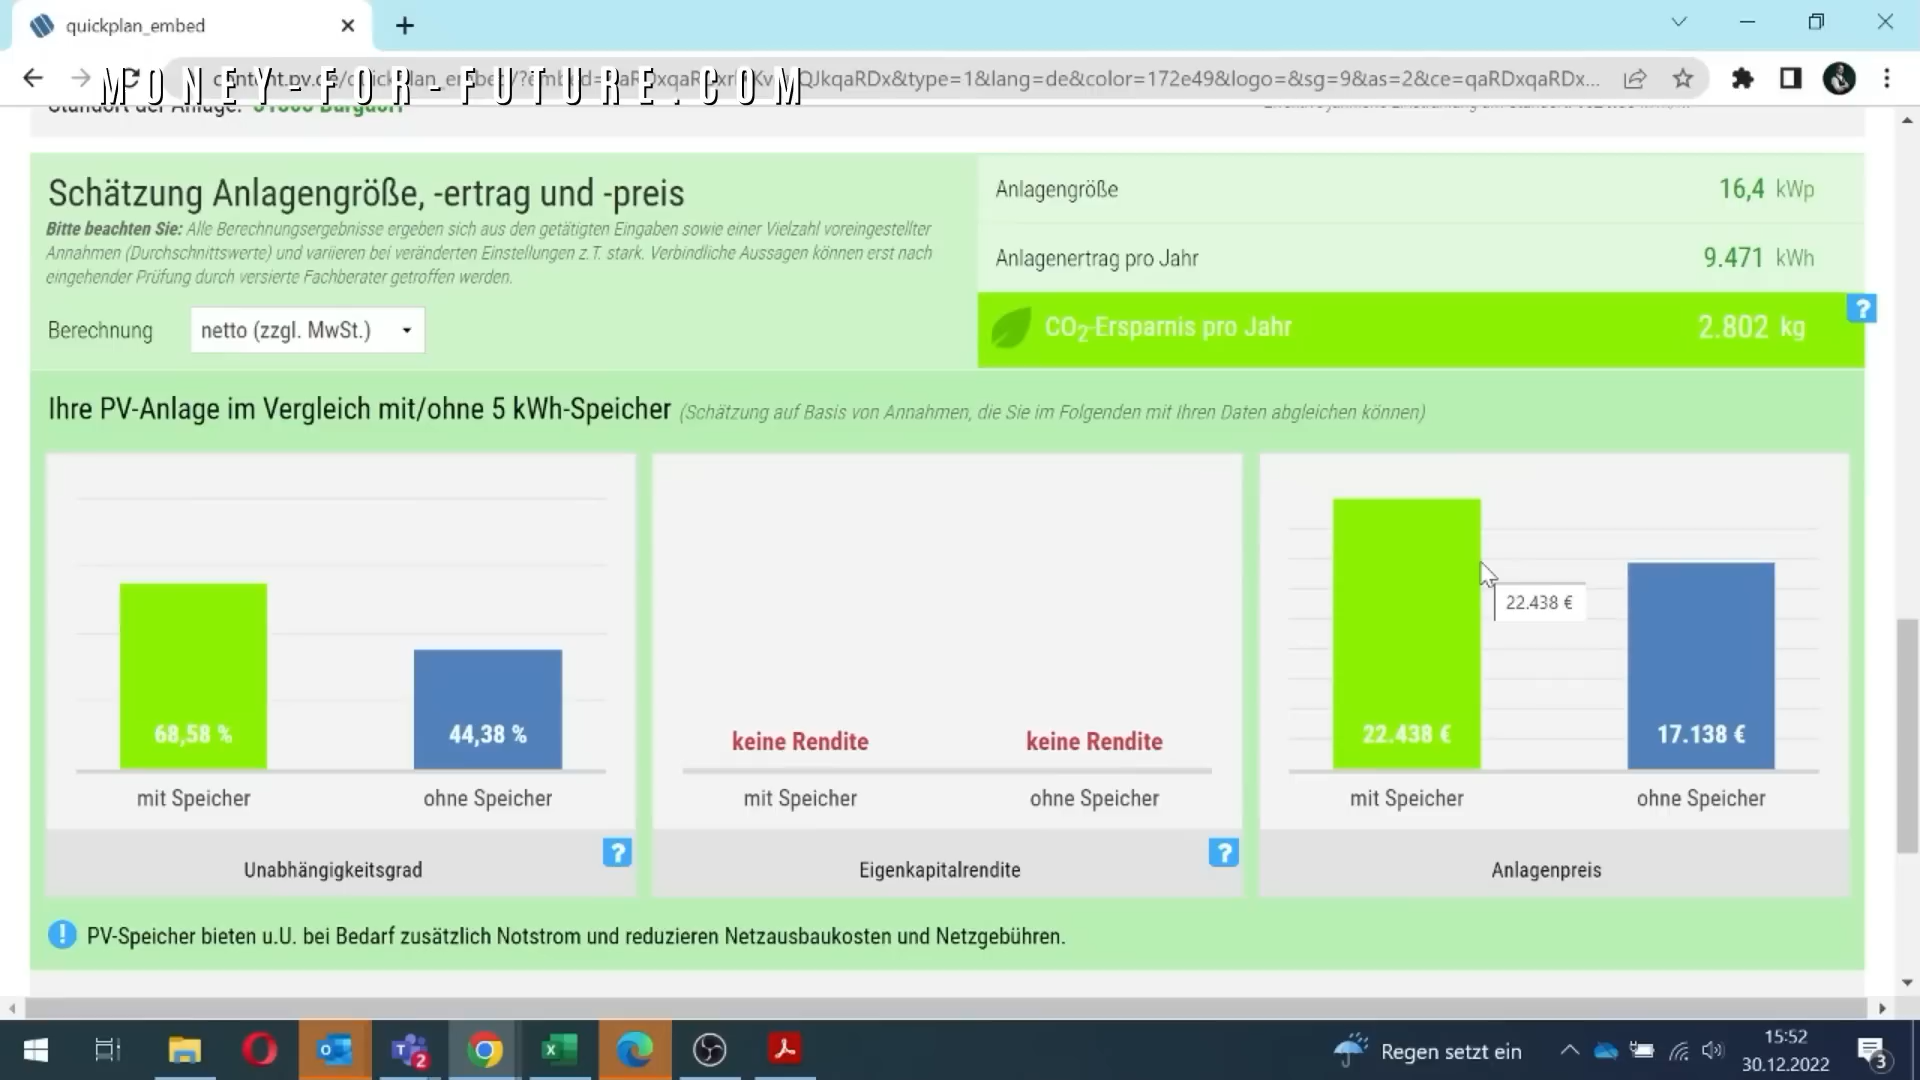 quickplan_embed
MONEY-FOR-FUTURE.COM
QJkqaRDx&type=1&lang=de&color=172e49&logo=&sg=9&as=2&ce=qaRDxqaRDx...
Standort der Anlage: 31303 Burgdorf
Schätzung Anlagengröße, -ertrag und -preis
Bitte beachten Sie: Alle Berechnungsergebnisse ergeben sich aus den getätigten Eingaben sowie einer Vielzahl voreingestellter
Annahmen (Durchschnittswerte) und variieren bei veränderten Einstellungen z.T. stark. Verbindliche Aussagen können erst nach
eingehender Prüfung durch versierte Fachberater getroffen werden.
Berechnung netto (zzgl. MwSt.)
Anlagengröße 16,4 kWp
Anlagenertrag pro Jahr 9.471 kWh
CO2-Ersparnis pro Jahr 2.802 kg
?
Ihre PV-Anlage im Vergleich mit/ohne 5 kWh-Speicher (Schätzung auf Basis von Annahmen, die Sie im Folgenden mit Ihren Daten abgleichen können)
68,58 %
44,38 %
mit Speicher
ohne Speicher
Unabhängigkeitsgrad
?
keine Rendite
keine Rendite
mit Speicher
ohne Speicher
Eigenkapitalrendite
?
22.438 €
22.438 €
17.138 €
mit Speicher
ohne Speicher
Anlagenpreis
! PV-Speicher bieten u.U. bei Bedarf zusätzlich Notstrom und reduzieren Netzausbaukosten und Netzgebühren.
2
Regen setzt ein
15:52
30.12.2022
3